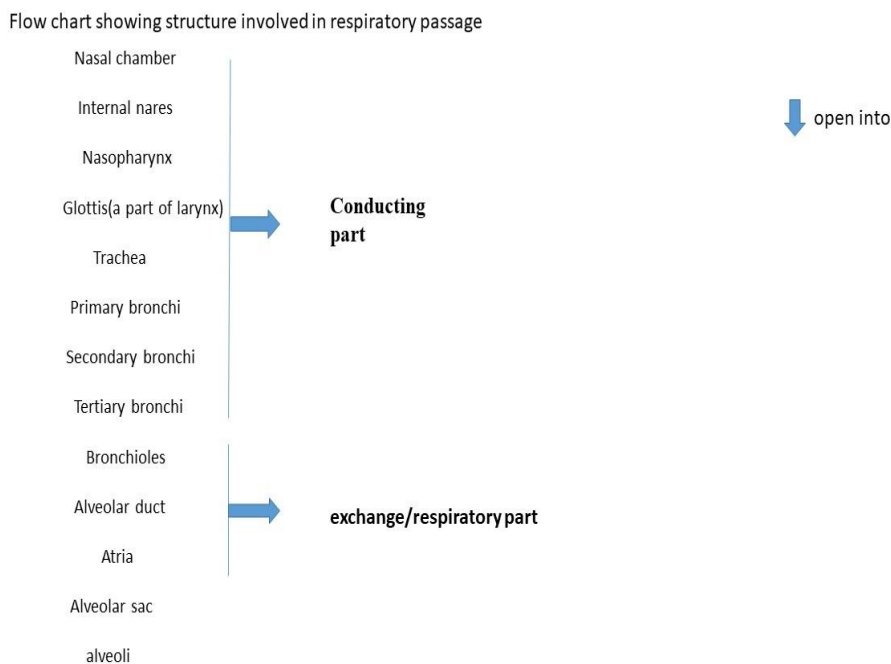 Flow chart showing structure involved in respiratory passage
Nasal chamber
Internal nares
open into
Nasopharynx
Glottis(a part of larynx)
Conducting
part
Trachea
Primary bronchi
Secondary bronchi
Tertiary bronchi
Bronchioles
Alveolar duct
exchange/respiratory part
Atria
Alveolar sac
alveoli